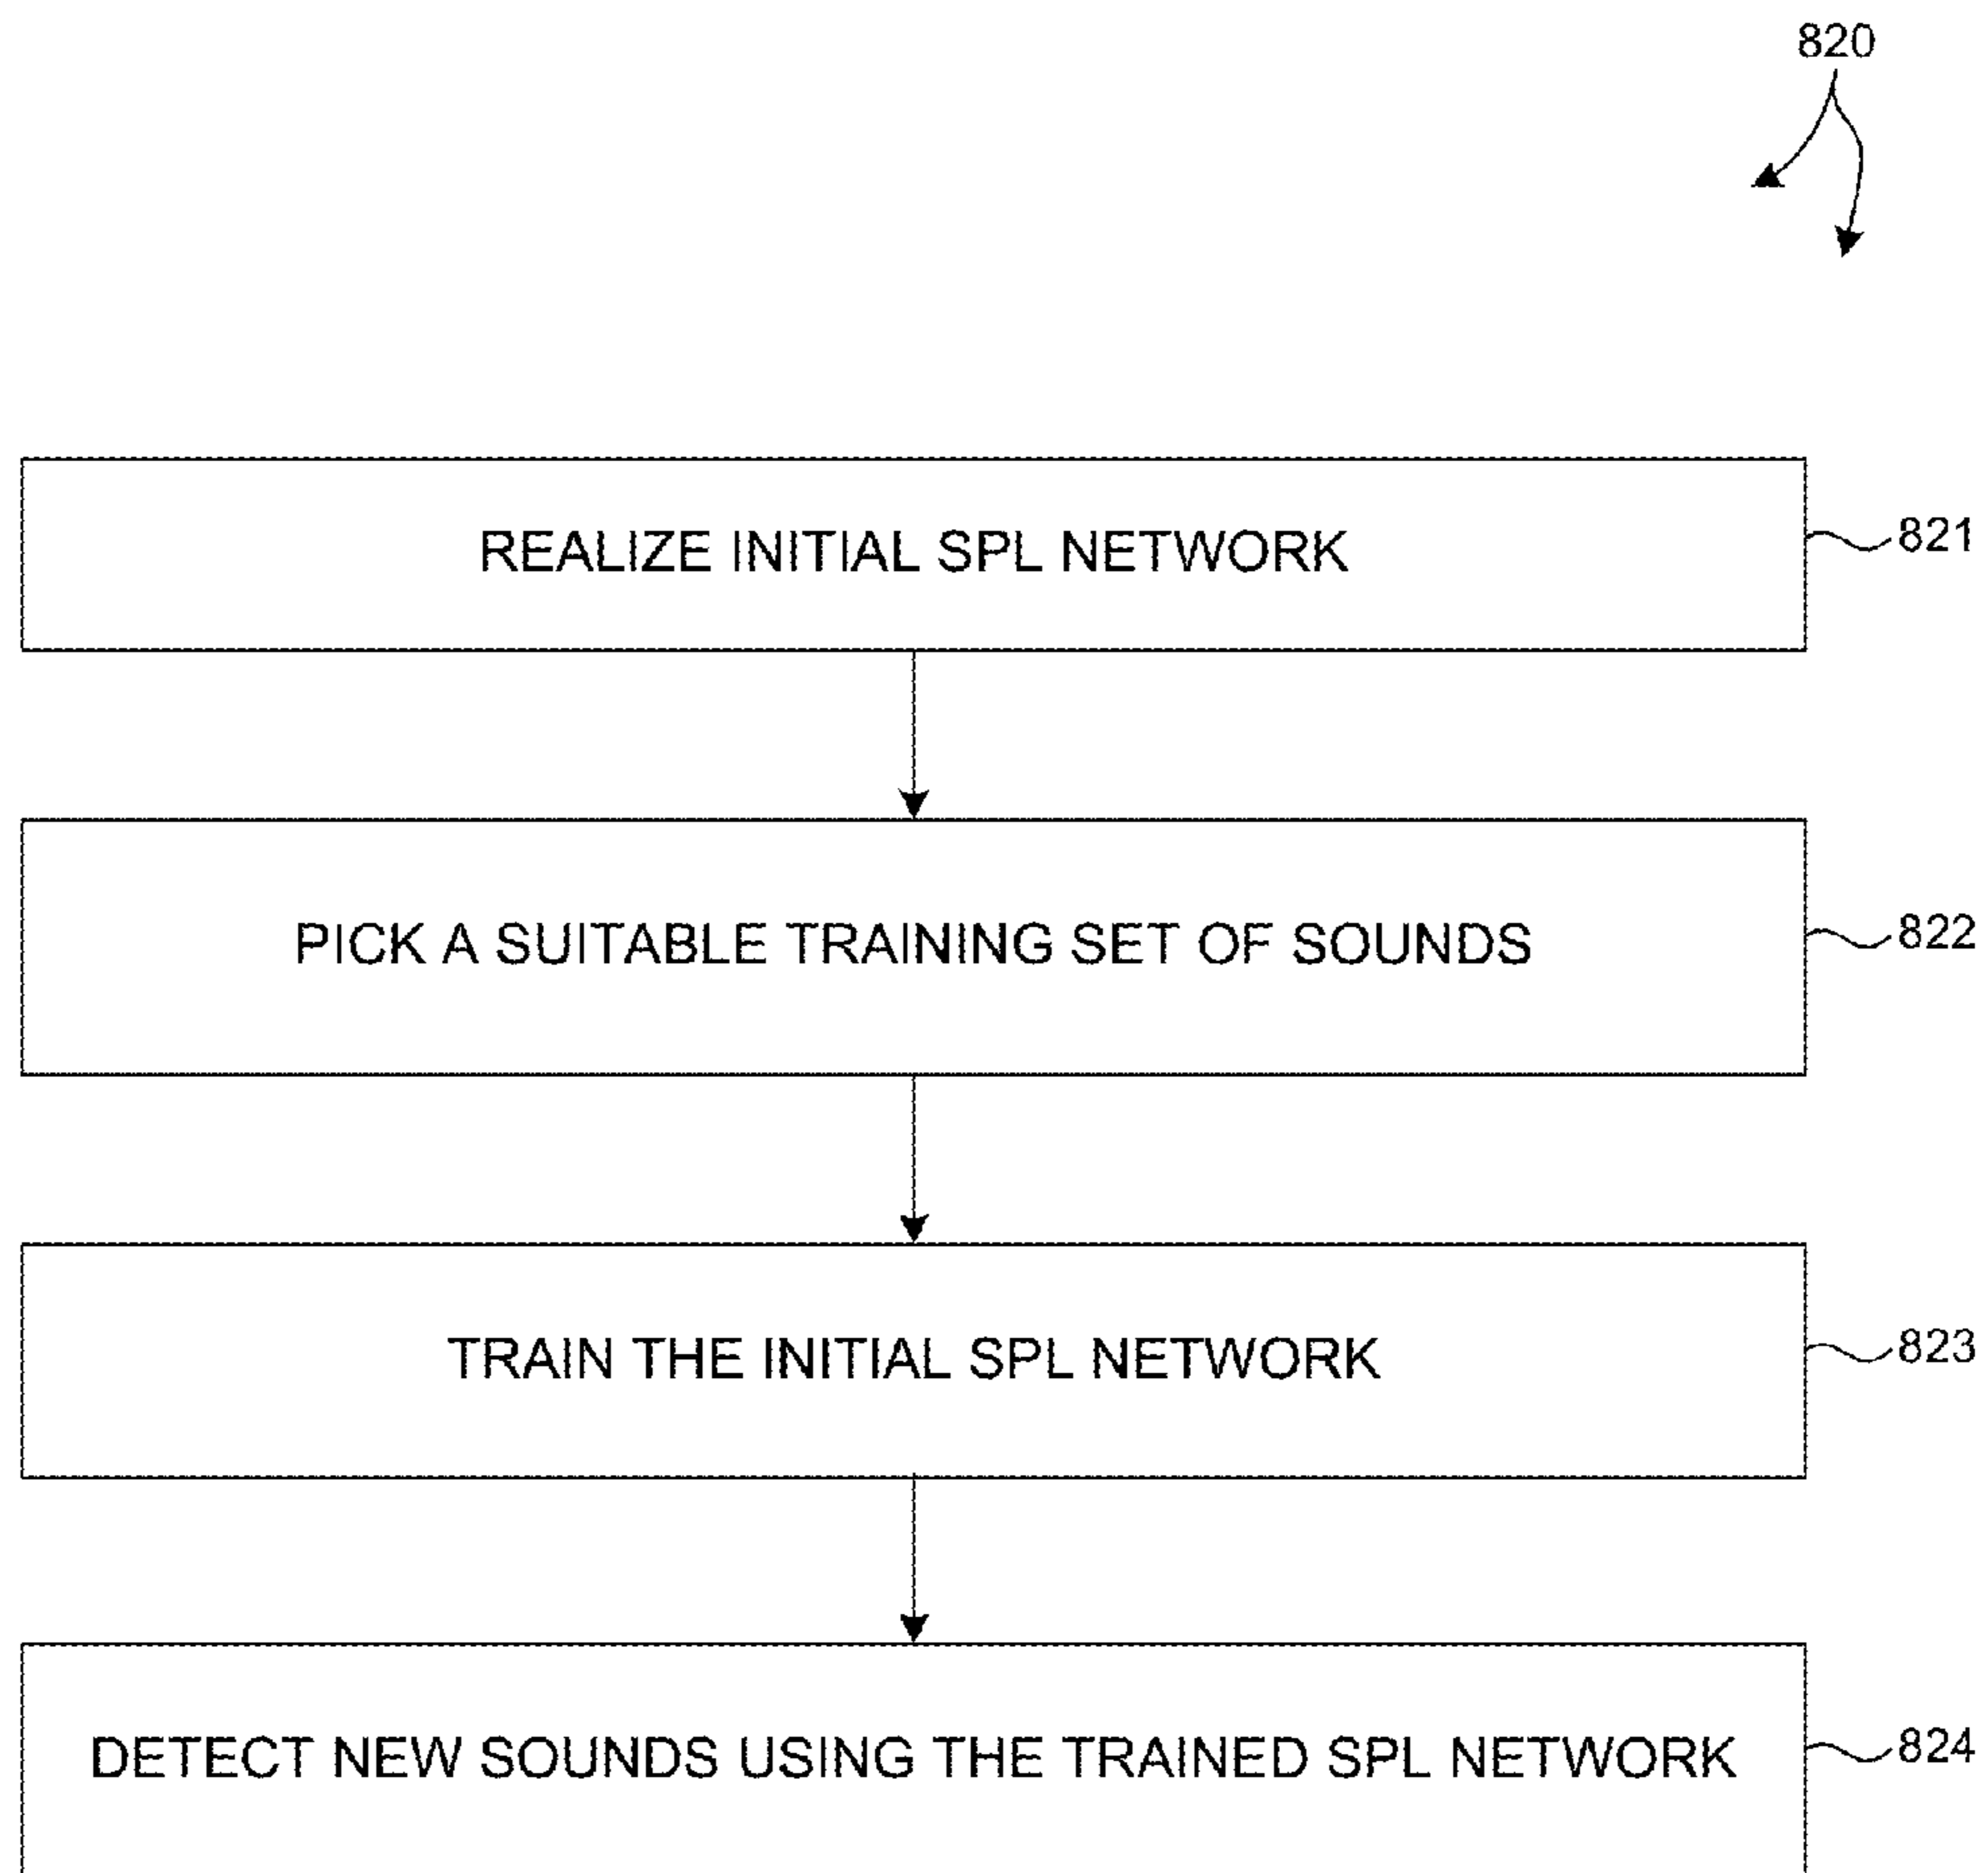 820
REALIZE INITIAL SPL NETWORK
821
PICK A SUITABLE TRAINING SET OF SOUNDS
822
TRAIN THE INITIAL SPL NETWORK
823
DETECT NEW SOUNDS USING THE TRAINED SPL NETWORK
824